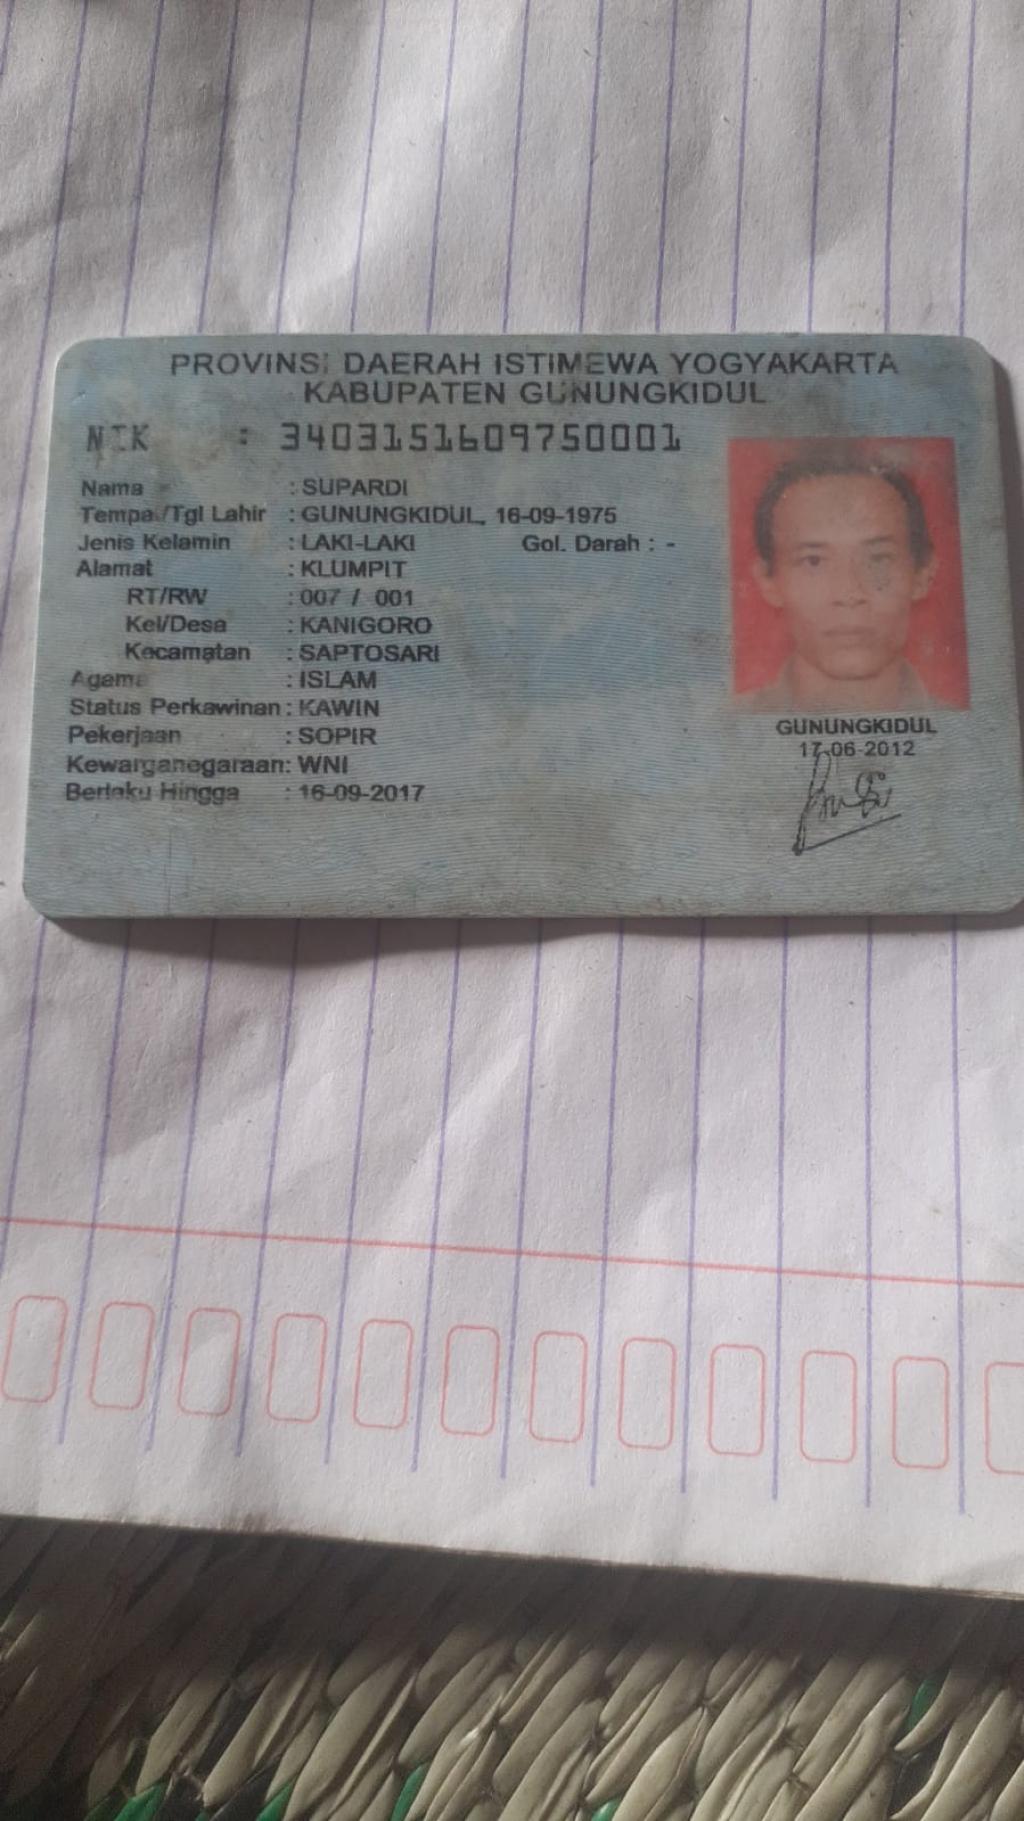 PROVINSI DAERAH ISTIMEWA YOGYAKARTA
KABUPATEN GUNUNGKIDUL
NIK : 3403151609750001
Nama : SUPARDI
Tempat/Tgl Lahir : GUNUNGKIDUL, 16-09-1975
Jenis Kelamin : LAKI-LAKI Gol. Darah : -
Alamat : KLUMPIT
RT/RW : 007 / 001
Kel/Desa : KANIGORO
Kecamatan : SAPTOSARI
Agama : ISLAM
Status Perkawinan : KAWIN
Pekerjaan : SOPIR
Kewarganegaraan: WNI
Berlaku Hingga : 16-09-2017
GUNUNGKIDUL
17-06-2012